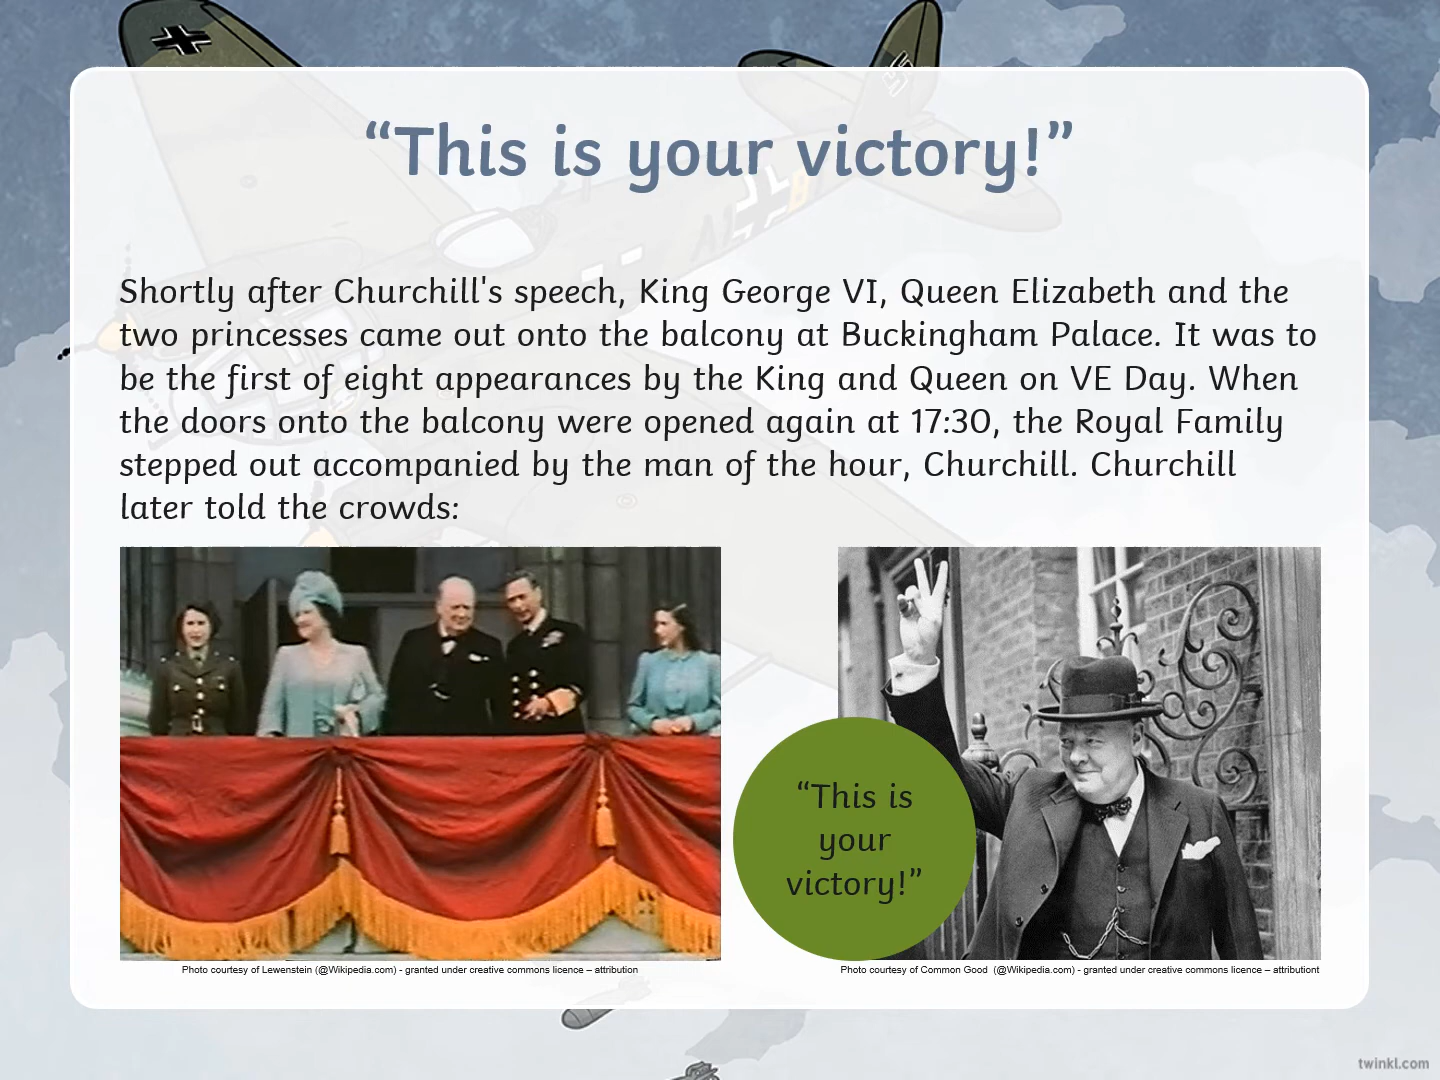 “This is your victory!”
Shortly after Churchill's speech, King George VI, Queen Elizabeth and the
two princesses came out onto the balcony at Buckingham Palace. It was to
be the first of eight appearances by the King and Queen on VE Day. When
the doors onto the balcony were opened again at 17:30, the Royal Family
stepped out accompanied by the man of the hour, Churchill. Churchill
later told the crowds:
“This is
your
victory!”
Photo courtesy of Lewenstein (@Wikipedia.com) - granted under creative commons licence – attribution
Photo courtesy of Common Good (@Wikipedia.com) - granted under creative commons licence – attributiont
twinkl.com